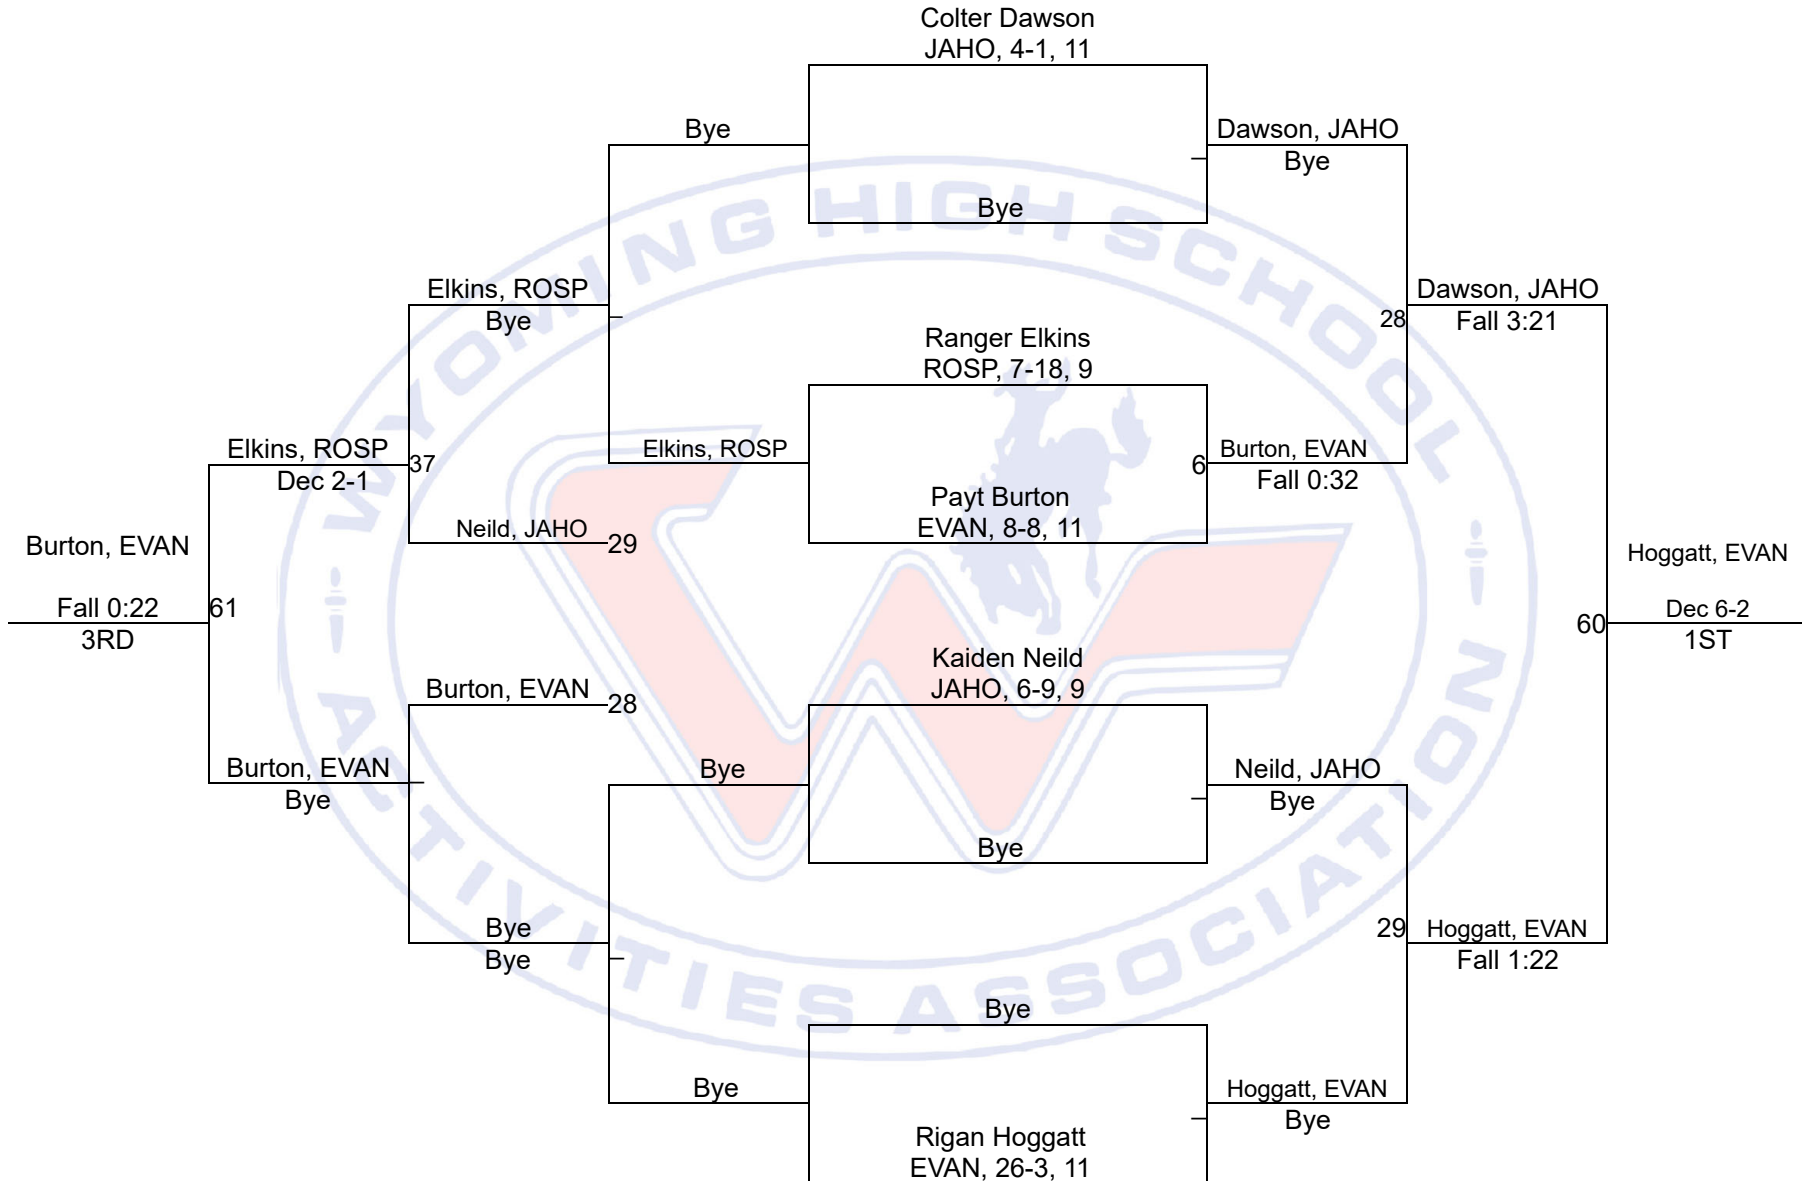 Colter Dawson
JAHO, 4-1, 11
Bye
Dawson, JAHO
Bye
Bye
Elkins, ROSP
Bye
Dawson, JAHO
28
Fall 3:21
Ranger Elkins
ROSP, 7-18, 9
Elkins, ROSP
Dec 2-1
37
Elkins, ROSP
6
Burton, EVAN
Fall 0:32
Payt Burton
EVAN, 8-8, 11
Neild, JAHO
29
Burton, EVAN
Fall 0:22
61
3RD
Hoggatt, EVAN
60
Dec 6-2
1ST
Kaiden Neild
JAHO, 6-9, 9
Burton, EVAN
28
Burton, EVAN
Bye
Bye
Neild, JAHO
Bye
Bye
Bye
Bye
29
Hoggatt, EVAN
Fall 1:22
Bye
Bye
Hoggatt, EVAN
Bye
Rigan Hoggatt
EVAN, 26-3, 11
WYOMING HIGH SCHOOL
ACTIVITIES ASSOCIATION